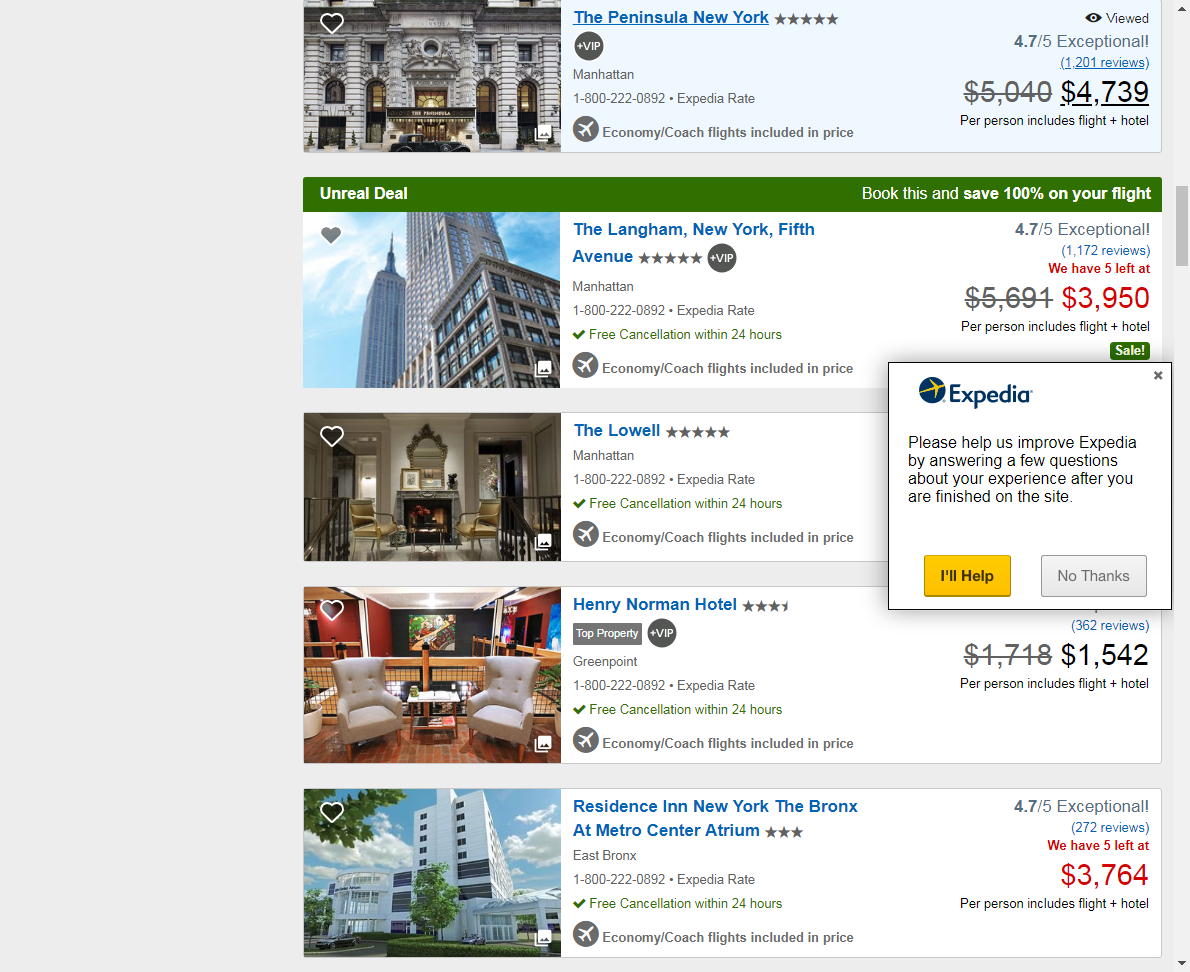 The Peninsula New York
Viewed
+VIP
4.7/5 Exceptional!
(1,201 reviews)
Manhattan
$5,040 $4,739
1-800-222-0892 • Expedia Rate
Per person includes flight + hotel
Economy/Coach flights included in price
THE PENINSULA
Unreal Deal
Book this and save 100% on your flight
The Langham, New York, Fifth
Avenue +VIP
4.7/5 Exceptional!
(1,172 reviews)
We have 5 left at
Manhattan
$5,691 $3,950
1-800-222-0892 • Expedia Rate
Per person includes flight + hotel
Free Cancellation within 24 hours
Sale!
Economy/Coach flights included in price
Expedia
Please help us improve Expedia
by answering a few questions
about your experience after you
are finished on the site.
I'll Help
No Thanks
The Lowell
Manhattan
1-800-222-0892 • Expedia Rate
Free Cancellation within 24 hours
Economy/Coach flights included in price
Henry Norman Hotel
Top Property +VIP
(362 reviews)
Greenpoint
$1,718 $1,542
1-800-222-0892 • Expedia Rate
Per person includes flight + hotel
Free Cancellation within 24 hours
Economy/Coach flights included in price
Residence Inn New York The Bronx
At Metro Center Atrium
4.7/5 Exceptional!
(272 reviews)
We have 5 left at
East Bronx
$3,764
1-800-222-0892 • Expedia Rate
Per person includes flight + hotel
Free Cancellation within 24 hours
Economy/Coach flights included in price